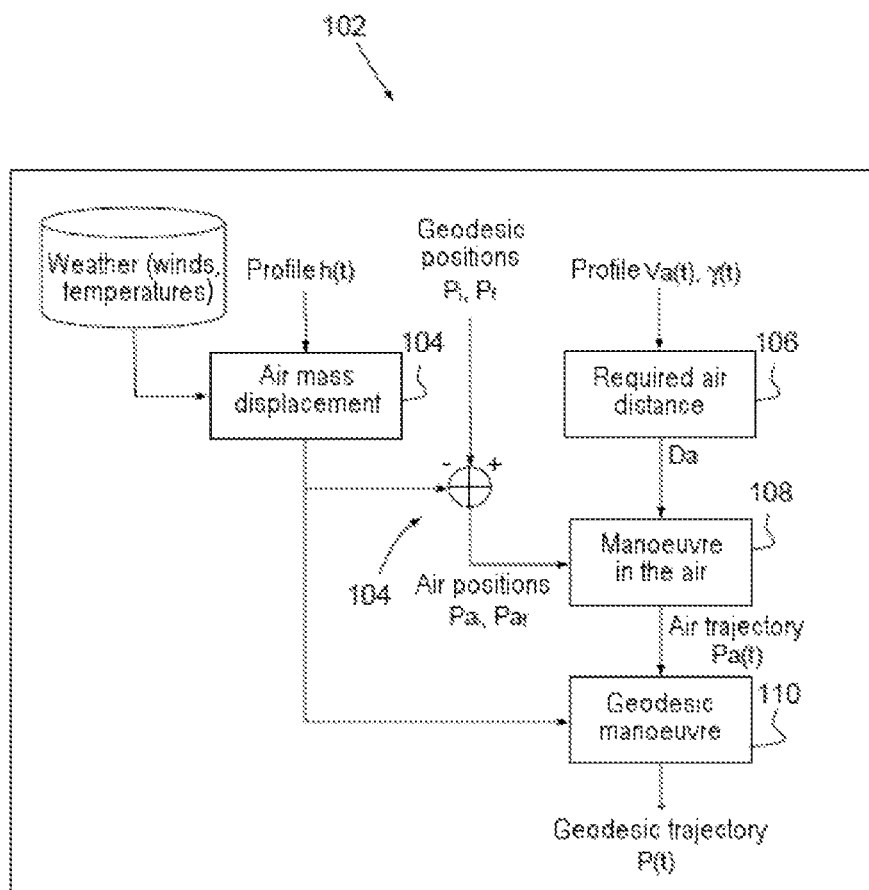 102
Weather (winds,
temperatures)
Profile h(t)
Geodesic
positions
Pi, Pf
Profile Va(t), γ(t)
104
Air mass
displacement
106
Required air
distance
- +
Da
104
108
Manoeuvre
in the air
Air positions
Pai, Paf
Air trajectory
Pa(t)
110
Geodesic
manoeuvre
Geodesic trajectory
P(t)